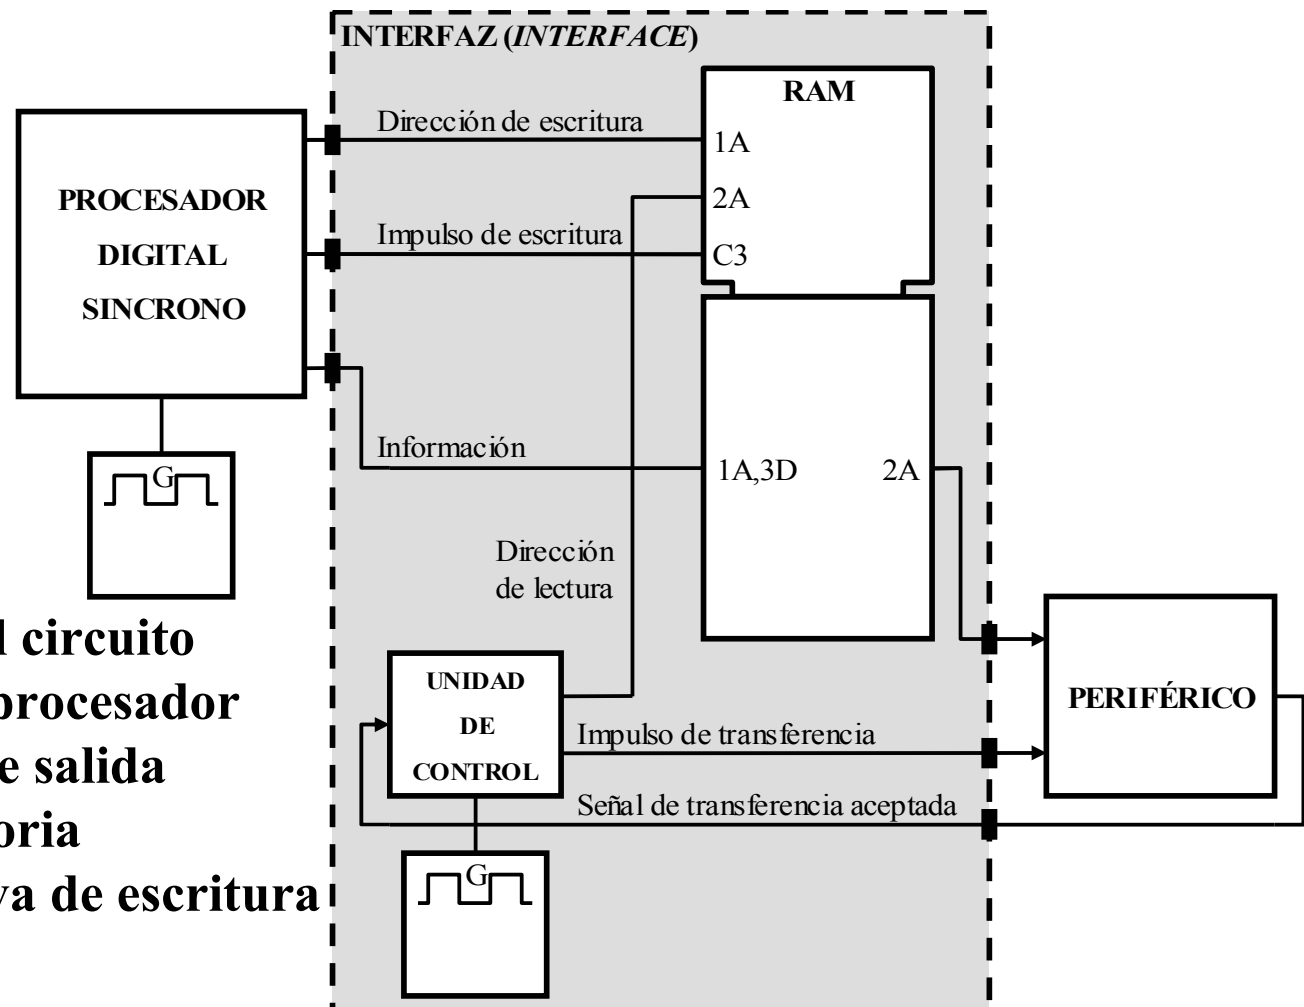 INTERFAZ (INTERFACE)
RAM
Dirección de escritura
1A
PROCESADOR
DIGITAL
SINCRONO
2A
Impulso de escritura
C3
Información
1A,3D
2A
G
Dirección
de lectura
circuito
procesador
salida
de escritura
UNIDAD
DE
CONTROL
PERIFÉRICO
Impulso de transferencia
Señal de transferencia aceptada
G